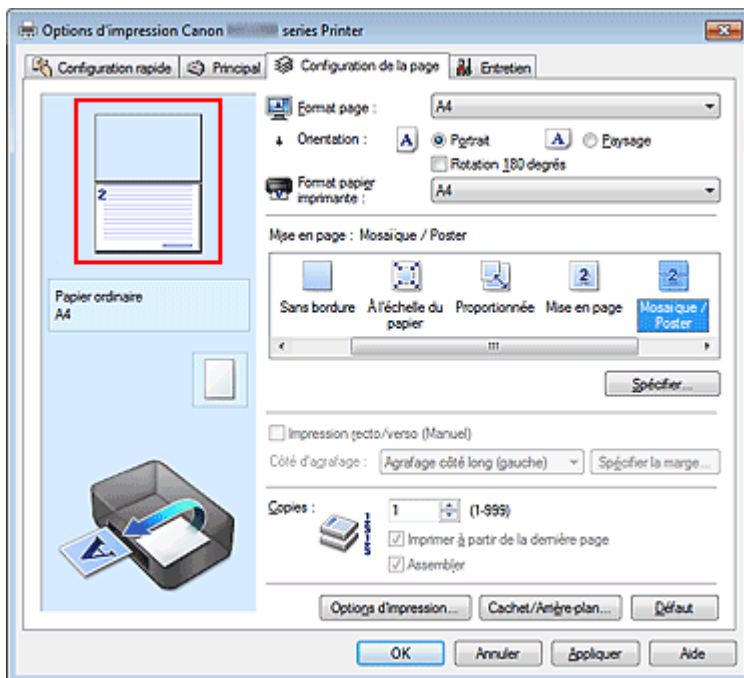 Options d'impression Canon series Printer
Configuration rapide Principal Configuration de la page Entretien
Format page : A4
Orientation : A Portrait A Paysage
Rotation 180 degrés
Format papier imprimante : A4
2
Mise en page : Mosaïque / Poster
2 2
Sans bordure À l'échelle du papier Proportionnée Mise en page Mosaïque / Poster
Papier ordinaire
A4
Spécifier...
Impression recto/verso (Manuel)
Côté d'agrafage : Agrafage côté long (gauche) Spécifier la marge...
Copies : 1 (1-999)
Imprimer à partir de la dernière page
Assembler
A
Options d'impression... Cachet/Arrière-plan... Défaut
OK Annuler Appliquer Aide